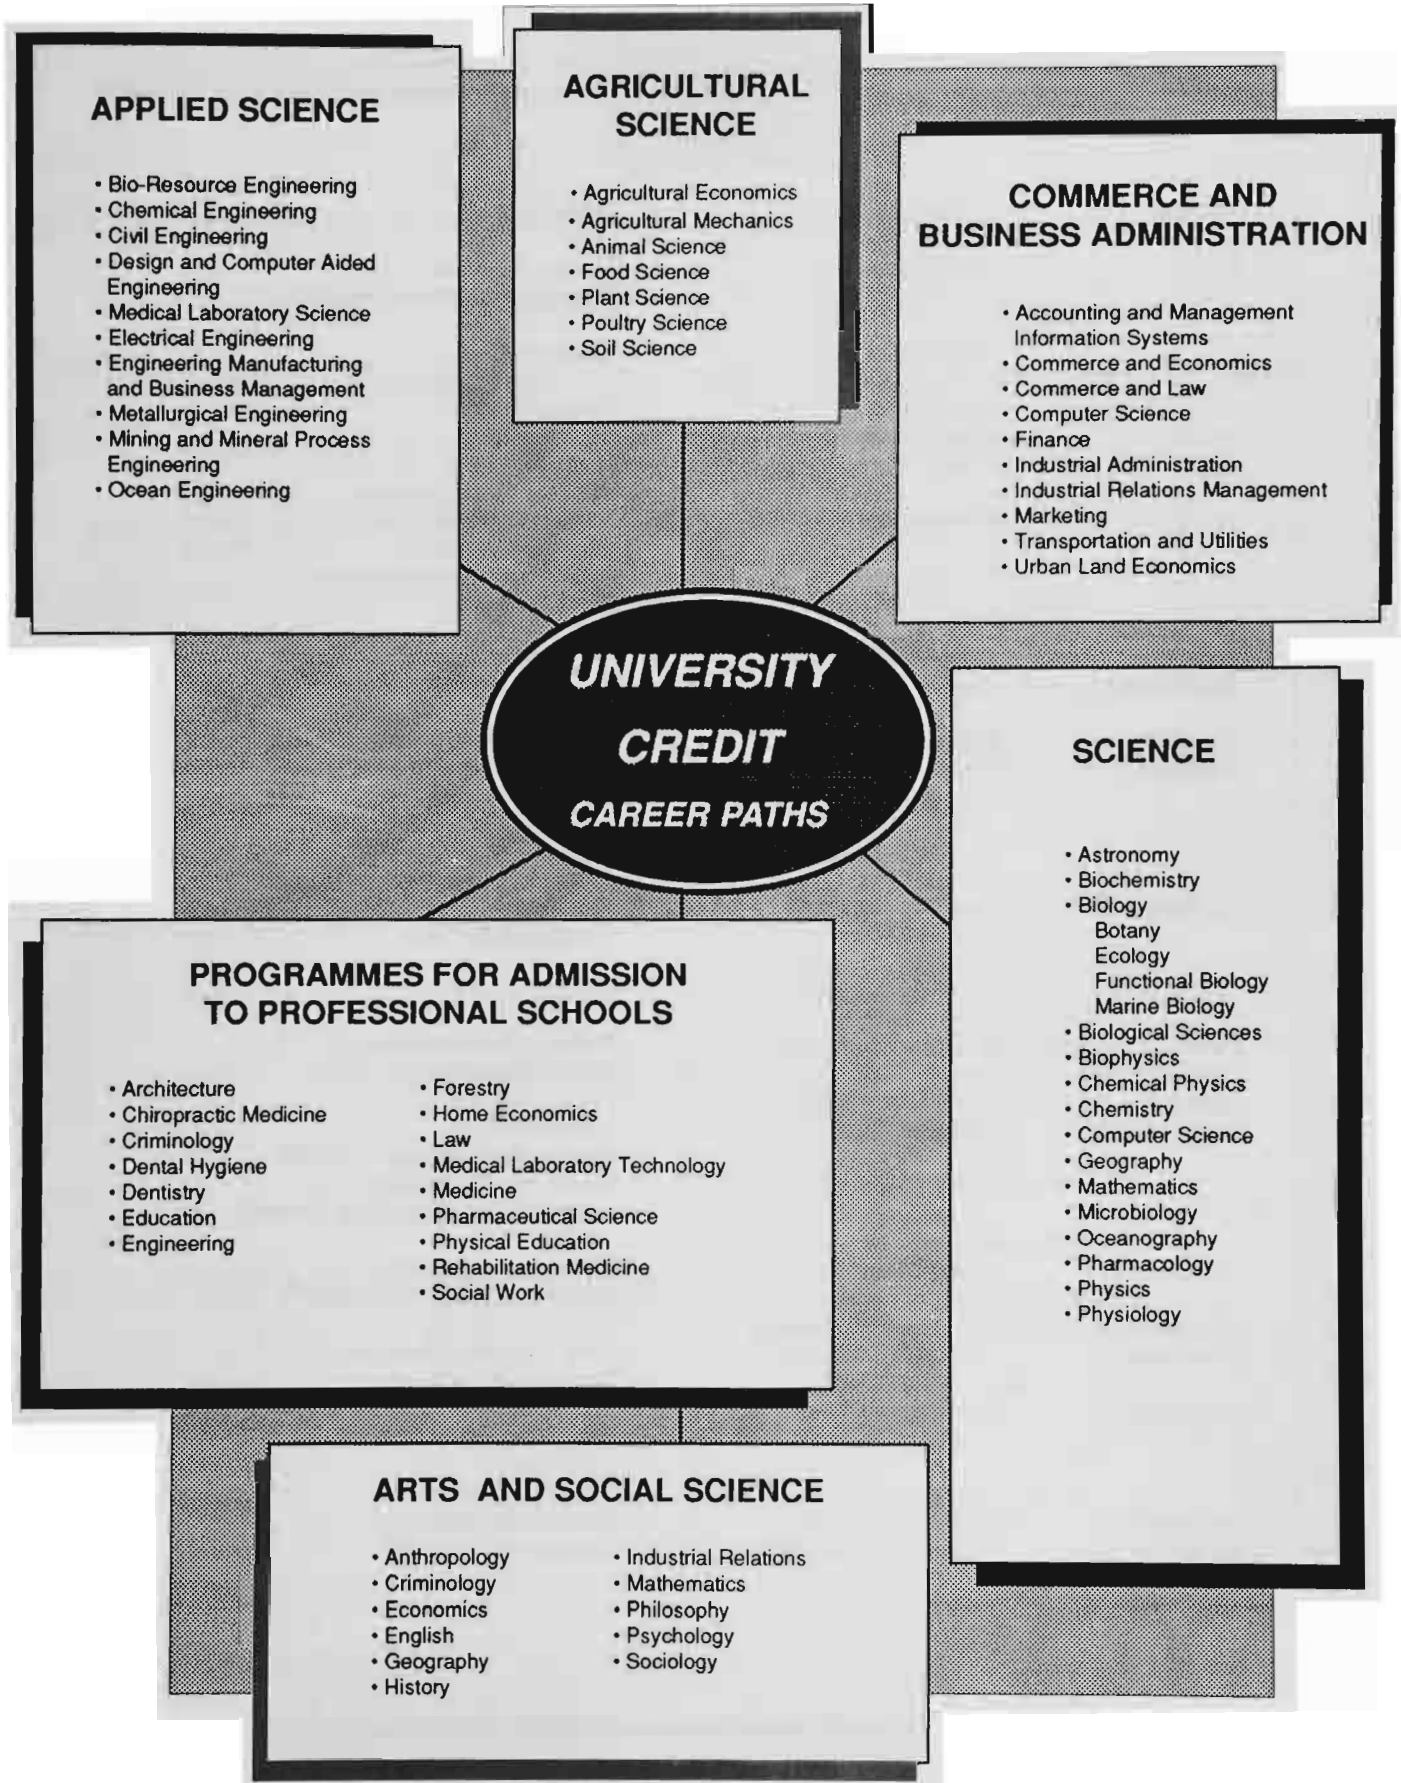 APPLIED SCIENCE
• Bio-Resource Engineering
• Chemical Engineering
• Civil Engineering
• Design and Computer Aided
Engineering
• Medical Laboratory Science
• Electrical Engineering
• Engineering Manufacturing
and Business Management
• Metallurgical Engineering
• Mining and Mineral Process
Engineering
• Ocean Engineering
AGRICULTURAL
SCIENCE
• Agricultural Economics
• Agricultural Mechanics
• Animal Science
• Food Science
• Plant Science
• Poultry Science
• Soil Science
COMMERCE AND
BUSINESS ADMINISTRATION
• Accounting and Management
Information Systems
• Commerce and Economics
• Commerce and Law
• Computer Science
• Finance
• Industrial Administration
• Industrial Relations Management
• Marketing
• Transportation and Utilities
• Urban Land Economics
UNIVERSITY
CREDIT
CAREER PATHS
SCIENCE
• Astronomy
• Biochemistry
• Biology
Botany
Ecology
Functional Biology
Marine Biology
• Biological Sciences
• Biophysics
• Chemical Physics
• Chemistry
• Computer Science
• Geography
• Mathematics
• Microbiology
• Oceanography
• Pharmacology
• Physics
• Physiology
PROGRAMMES FOR ADMISSION
TO PROFESSIONAL SCHOOLS
• Architecture
• Chiropractic Medicine
• Criminology
• Dental Hygiene
• Dentistry
• Education
• Engineering
• Forestry
• Home Economics
• Law
• Medical Laboratory Technology
• Medicine
• Pharmaceutical Science
• Physical Education
• Rehabilitation Medicine
• Social Work
ARTS AND SOCIAL SCIENCE
• Anthropology
• Criminology
• Economics
• English
• Geography
• History
• Industrial Relations
• Mathematics
• Philosophy
• Psychology
• Sociology